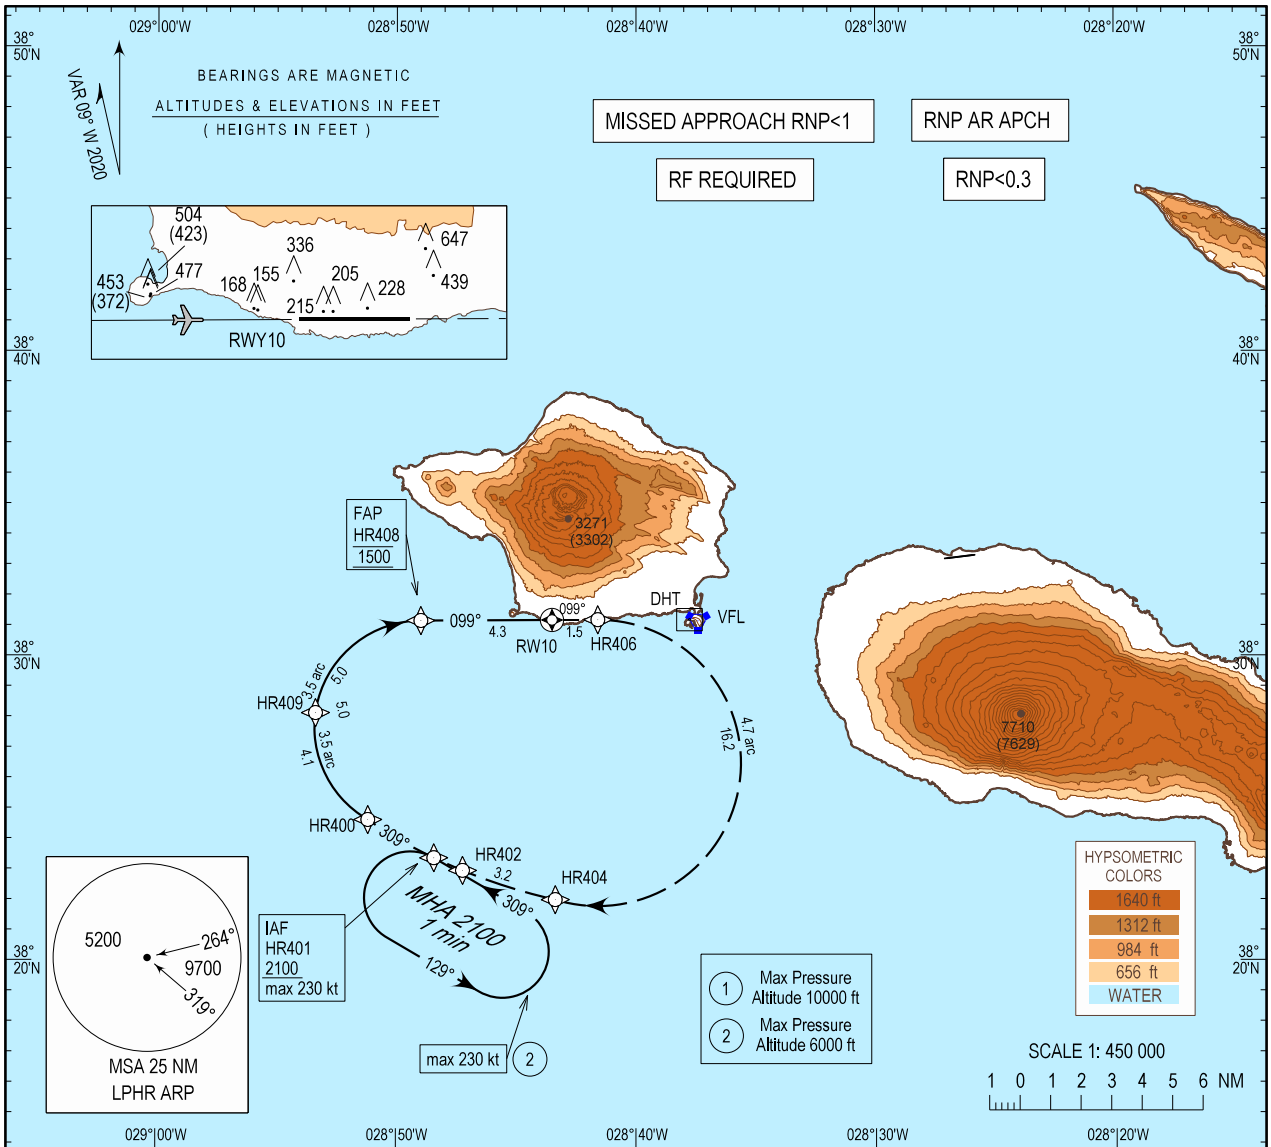 029° 00'W
028° 50'W
028° 40'W
028° 30'W
028° 20'W
38°
50'N
38°
50'N
VAR 09° W 2020
BEARINGS ARE MAGNETIC
ALTITUDES & ELEVATIONS IN FEET
( HEIGHTS IN FEET )
MISSED APPROACH RNP<1
RNP AR APCH
RF REQUIRED
RNP<0.3
504
(423)
453
(372)
477
168
155
336
215
205
228
647
439
RWY10
38°
40'N
38°
40'N
3271
(3302)
FAP
HR408
1500
DHT
VFL
099°
4.3
RW10
099°
1.5
HR406
38°
30'N
38°
30'N
3.5 arc
5.0
HR409
5.0
3.5 arc
4.1
4.7 arc
16.2
7710
(7629)
HR400
309°
HR402
3.2
HR404
309°
MHA 2100
1 min
129°
IAF
HR401
2100
max 230 kt
max 230 kt
2
5200
264°
9700
319°
MSA 25 NM
LPHR ARP
1
Max Pressure
Altitude 10000 ft
2
Max Pressure
Altitude 6000 ft
HYPSOMETRIC
COLORS
1640 ft
1312 ft
984 ft
656 ft
WATER
38°
20'N
38°
20'N
SCALE 1: 450 000
1 0 1 2 3 4 5 6 NM
029° 00'W
028° 50'W
028° 40'W
028° 30'W
028° 20'W